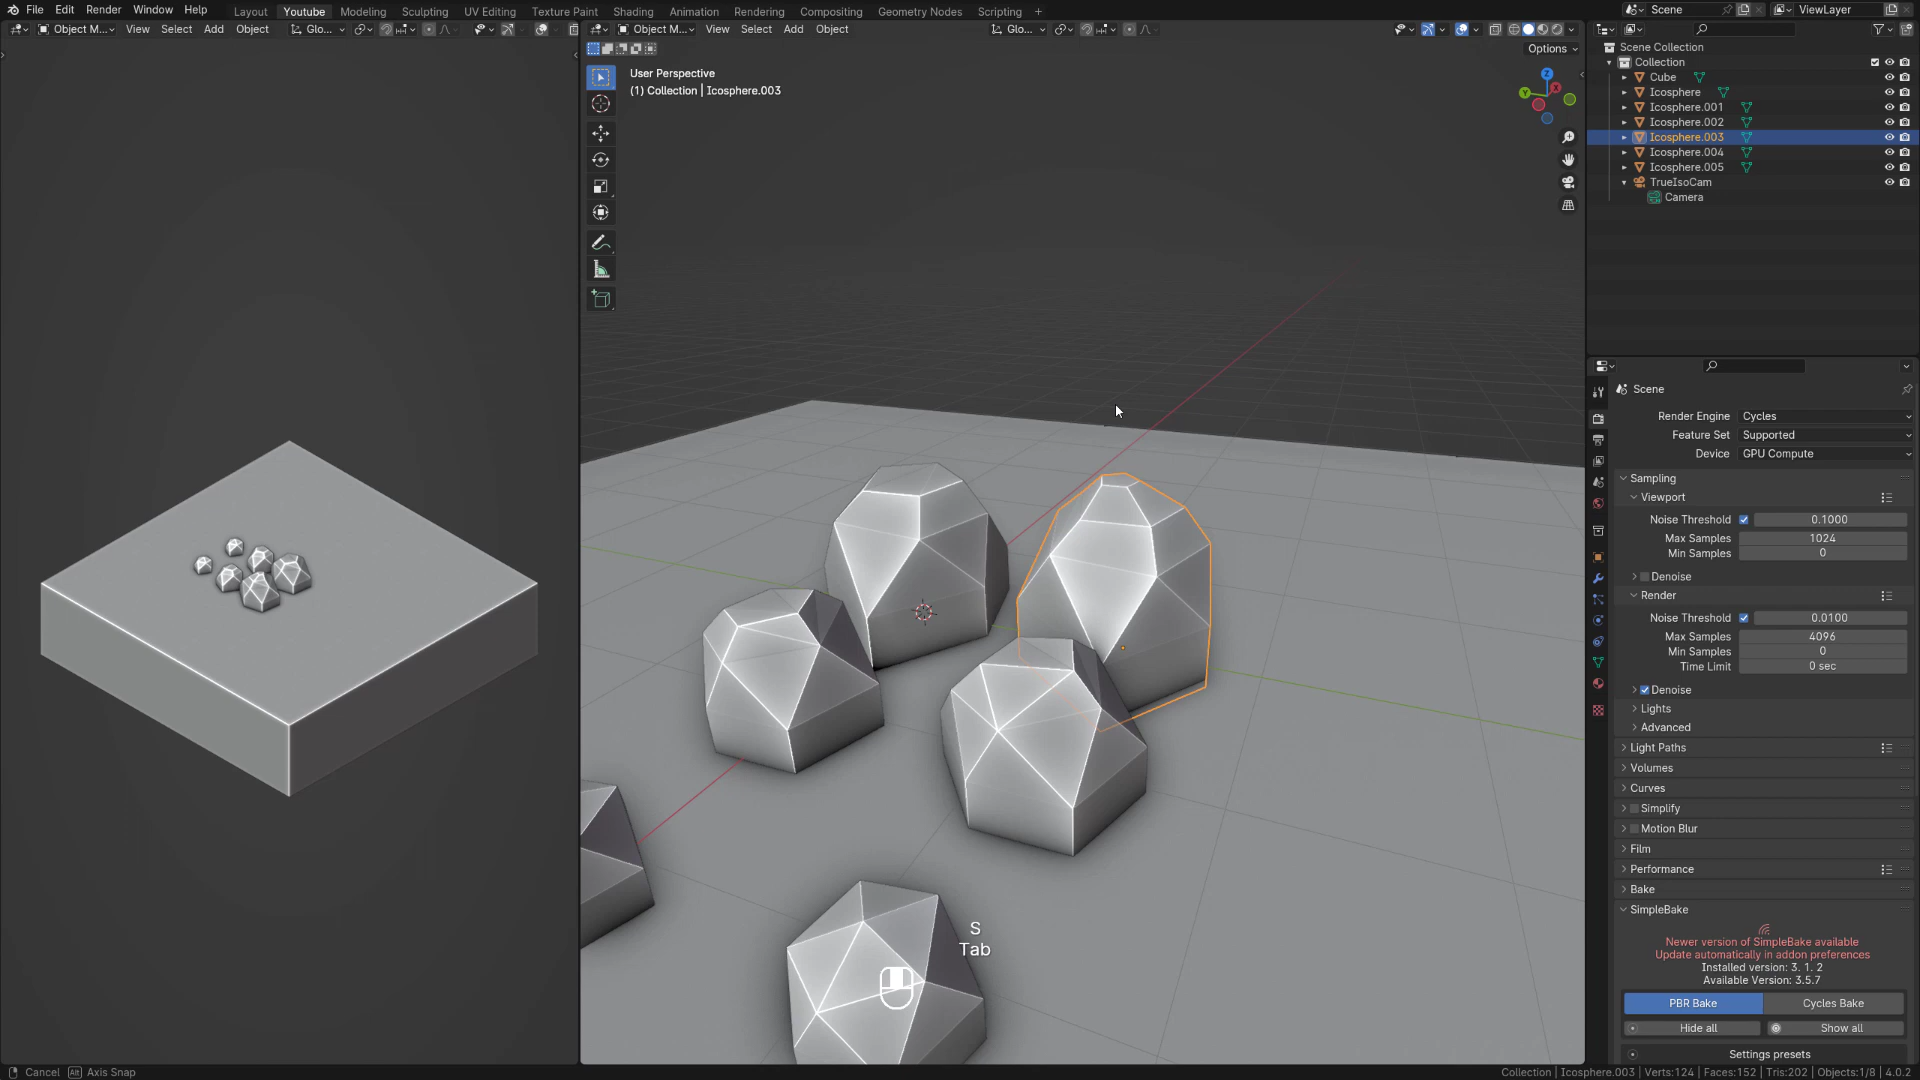 File Edit Render Window Help Layout Youtube Modeling Sculpting UV Editing Texture Paint Shading Animation Rendering Compositing Geometry Nodes Scripting + Scene ViewLayer
Object M... View Select Add Object Glo...
Object M... View Select Add Object Glo...
Options
User Perspective
(1) Collection | Icosphere.003
Z
X
Y
S
Tab
Scene Collection
Collection
Cube
Icosphere
Icosphere.001
Icosphere.002
Icosphere.003
Icosphere.004
Icosphere.005
TrueIsoCam
Camera
Scene
Render Engine Cycles
Feature Set Supported
Device GPU Compute
Sampling
Viewport
Noise Threshold 0.1000
Max Samples 1024
Min Samples 0
Denoise
Render
Noise Threshold 0.0100
Max Samples 4096
Min Samples 0
Time Limit 0 sec
Denoise
Lights
Advanced
Light Paths
Volumes
Curves
Simplify
Motion Blur
Film
Performance
Bake
SimpleBake
Newer version of SimpleBake available
Update automatically in addon preferences
Installed version: 3. 1. 2
Available Version: 3.5.7
PBR Bake Cycles Bake
Hide all Show all
Settings presets
Cancel Alt Axis Snap
Collection | Icosphere.003 | Verts:124 | Faces:152 | Tris:202 | Objects:1/8 | 4.0.2